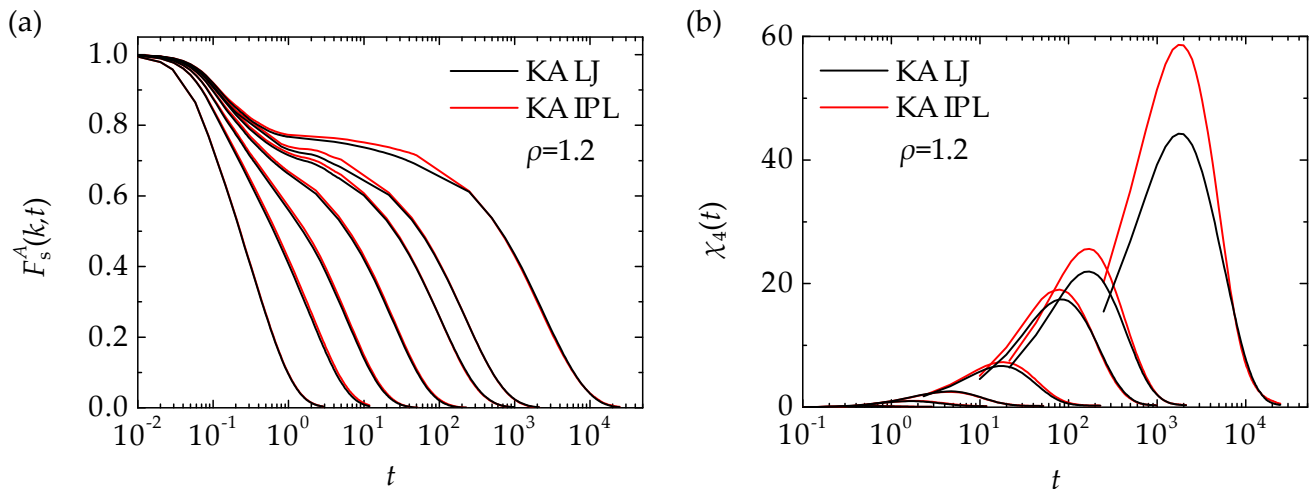 (a)
1.0
0.8
0.6
0.4
0.2
0.0
F_s^A(k,t)
KA LJ
KA IPL
ρ=1.2
10^-2 10^-1 10^0 10^1 10^2 10^3 10^4
t
(b)
60
40
20
0
χ_4(t)
KA LJ
KA IPL
ρ=1.2
10^-1 10^0 10^1 10^2 10^3 10^4
t